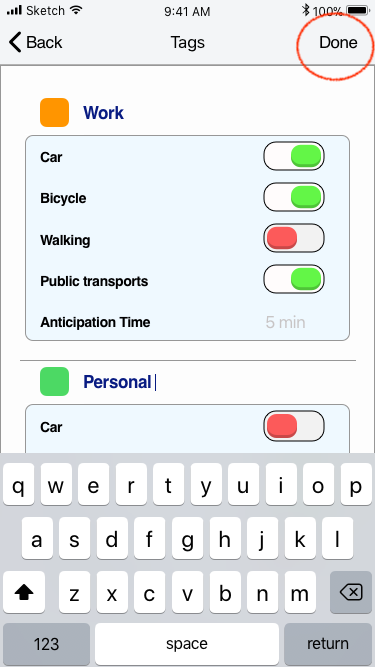 Sketch 9:41 AM 100%
Back Tags Done
Work
Car
Bicycle
Walking
Public transports
Anticipation Time 5 min
Personal
Car
q w e r t y u i o p
a s d f g h j k l
z x c v b n m
123 space return